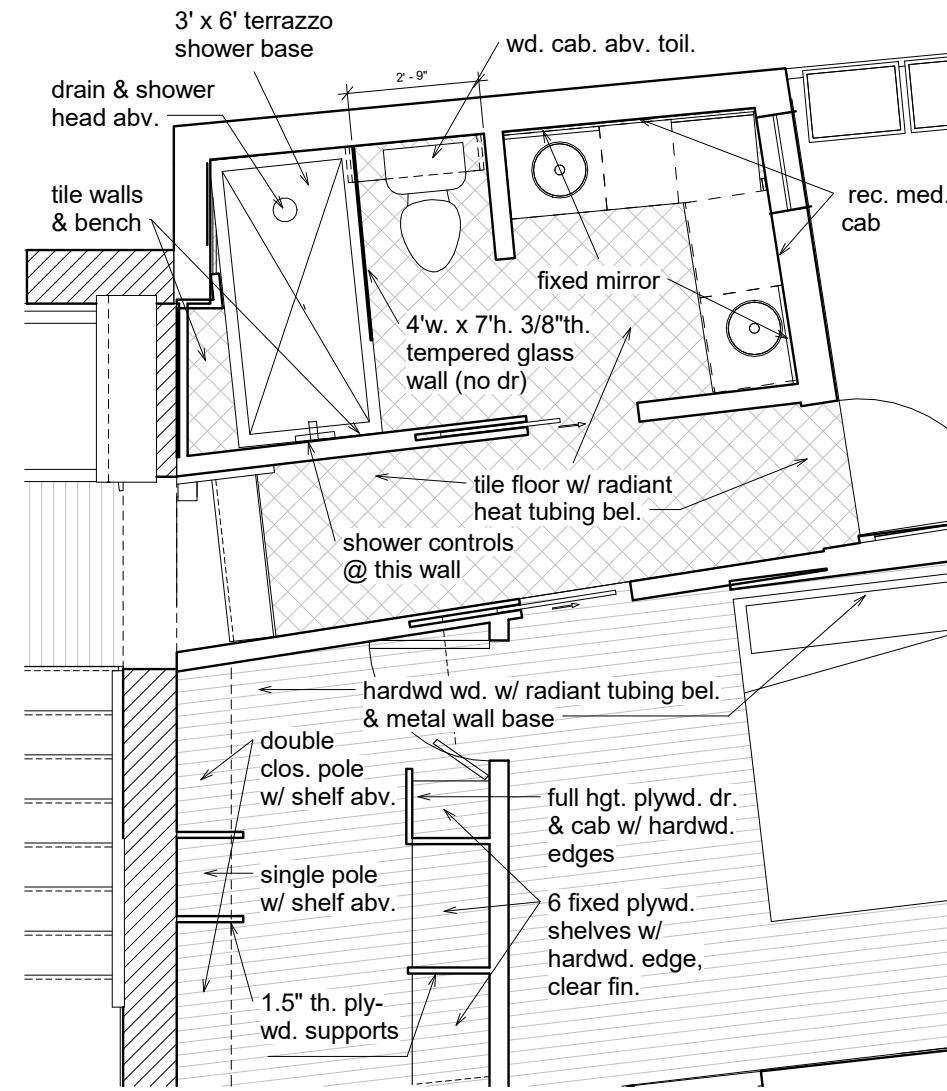 3' x 6' terrazzo
shower base
wd. cab. abv. toil.
2' - 9"
drain & shower
head abv.
tile walls
& bench
rec. med.
cab
fixed mirror
4'w. x 7'h. 3/8"th.
tempered glass
wall (no dr)
tile floor w/ radiant
heat tubing bel.
shower controls
@ this wall
hardwd wd. w/ radiant tubing bel.
& metal wall base
double
clos. pole
w/ shelf abv.
full hgt. plywd. dr.
& cab w/ hardwd.
edges
single pole
w/ shelf abv.
6 fixed plywd.
shelves w/
hardwd. edge,
clear fin.
1.5" th. ply-
wd. supports